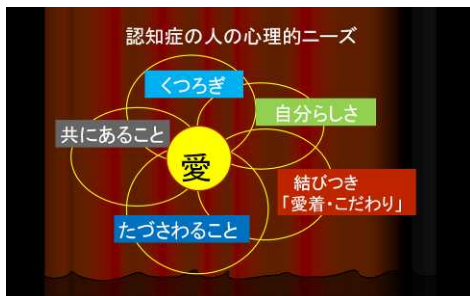 認知症の人の心理的ニーズ
くつろぎ
自分らしさ
共にあること
愛
結びつき
「愛着・こだわり」
たづさわること